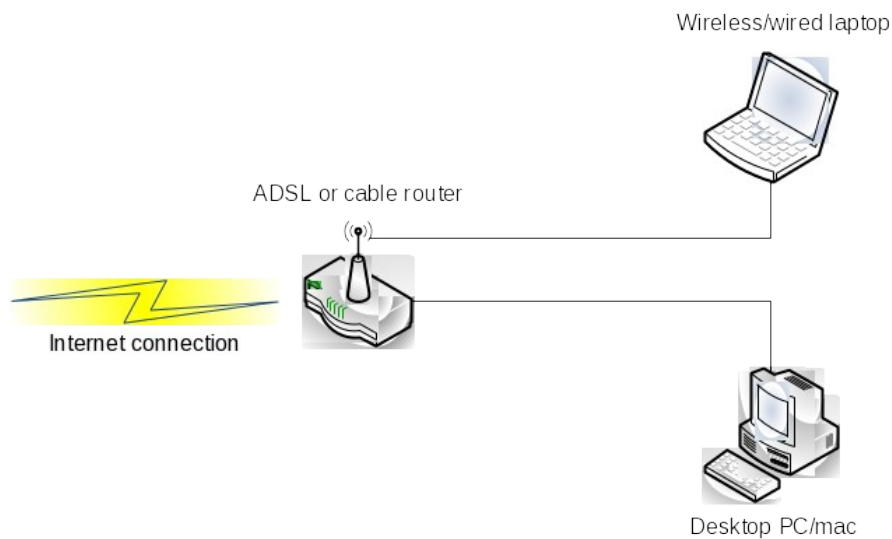 Wireless/wired laptop
ADSL or cable router
Internet connection
Desktop PC/mac